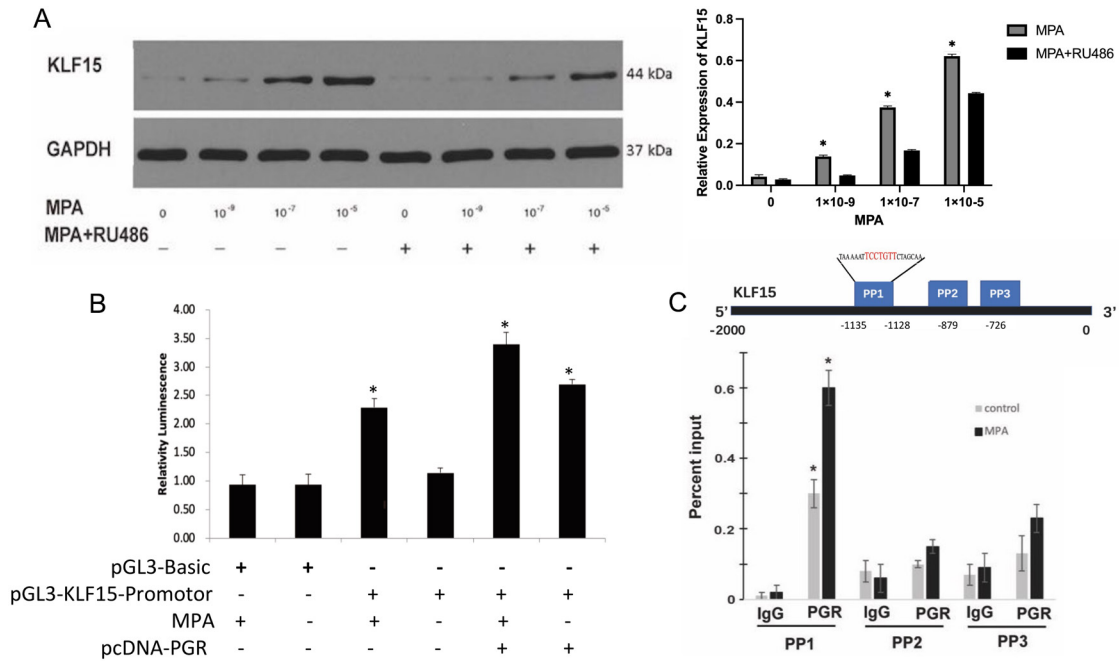 A
KLF15
44 kDa
GAPDH
37 kDa
MPA 0 10-9 10-7 10-5 0 10-9 10-7 10-5
MPA+RU486 – – – – + + + +
Relative Expression of KLF15
0.8
0.6
0.4
0.2
0.0
* * *
0 1×10-9 1×10-7 1×10-5
MPA
MPA
MPA+RU486
B
Relativity Luminescence
4.00
3.50
3.00
2.50
2.00
1.50
1.00
0.50
0.00
* * *
pGL3-Basic + + - - - -
pGL3-KLF15-Promotor - - + + + +
MPA + - + - + -
pcDNA-PGR - - - - + +
C
TAAAAATTCCTGTTCTAGCAA
KLF15 PP1 PP2 PP3
5’ 3’
-2000 -1135 -1128 -879 -726 0
Percent input
0.6
0.4
0.2
0
* *
control
MPA
IgG PGR IgG PGR IgG PGR
PP1 PP2 PP3